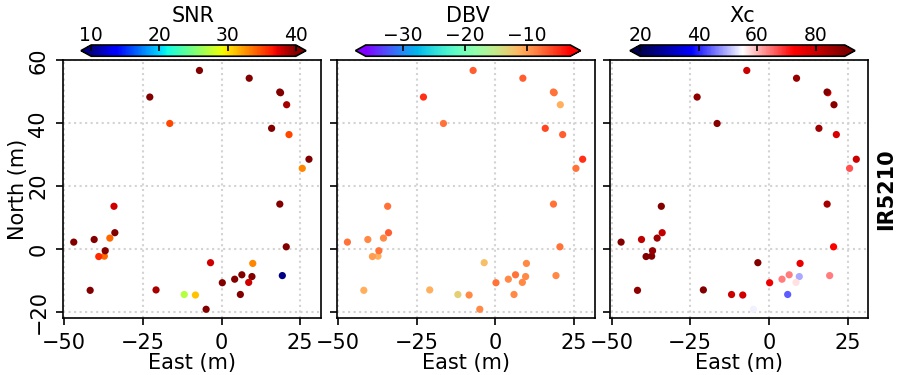 SNR DBV Xc
10 20 30 40 −30 −20 −10 20 40 60 80
60
40
20
0
−20
North (m)
IR5210
−50 −25 0 25 −50 −25 0 25 −50 −25 0 25
East (m) East (m) East (m)